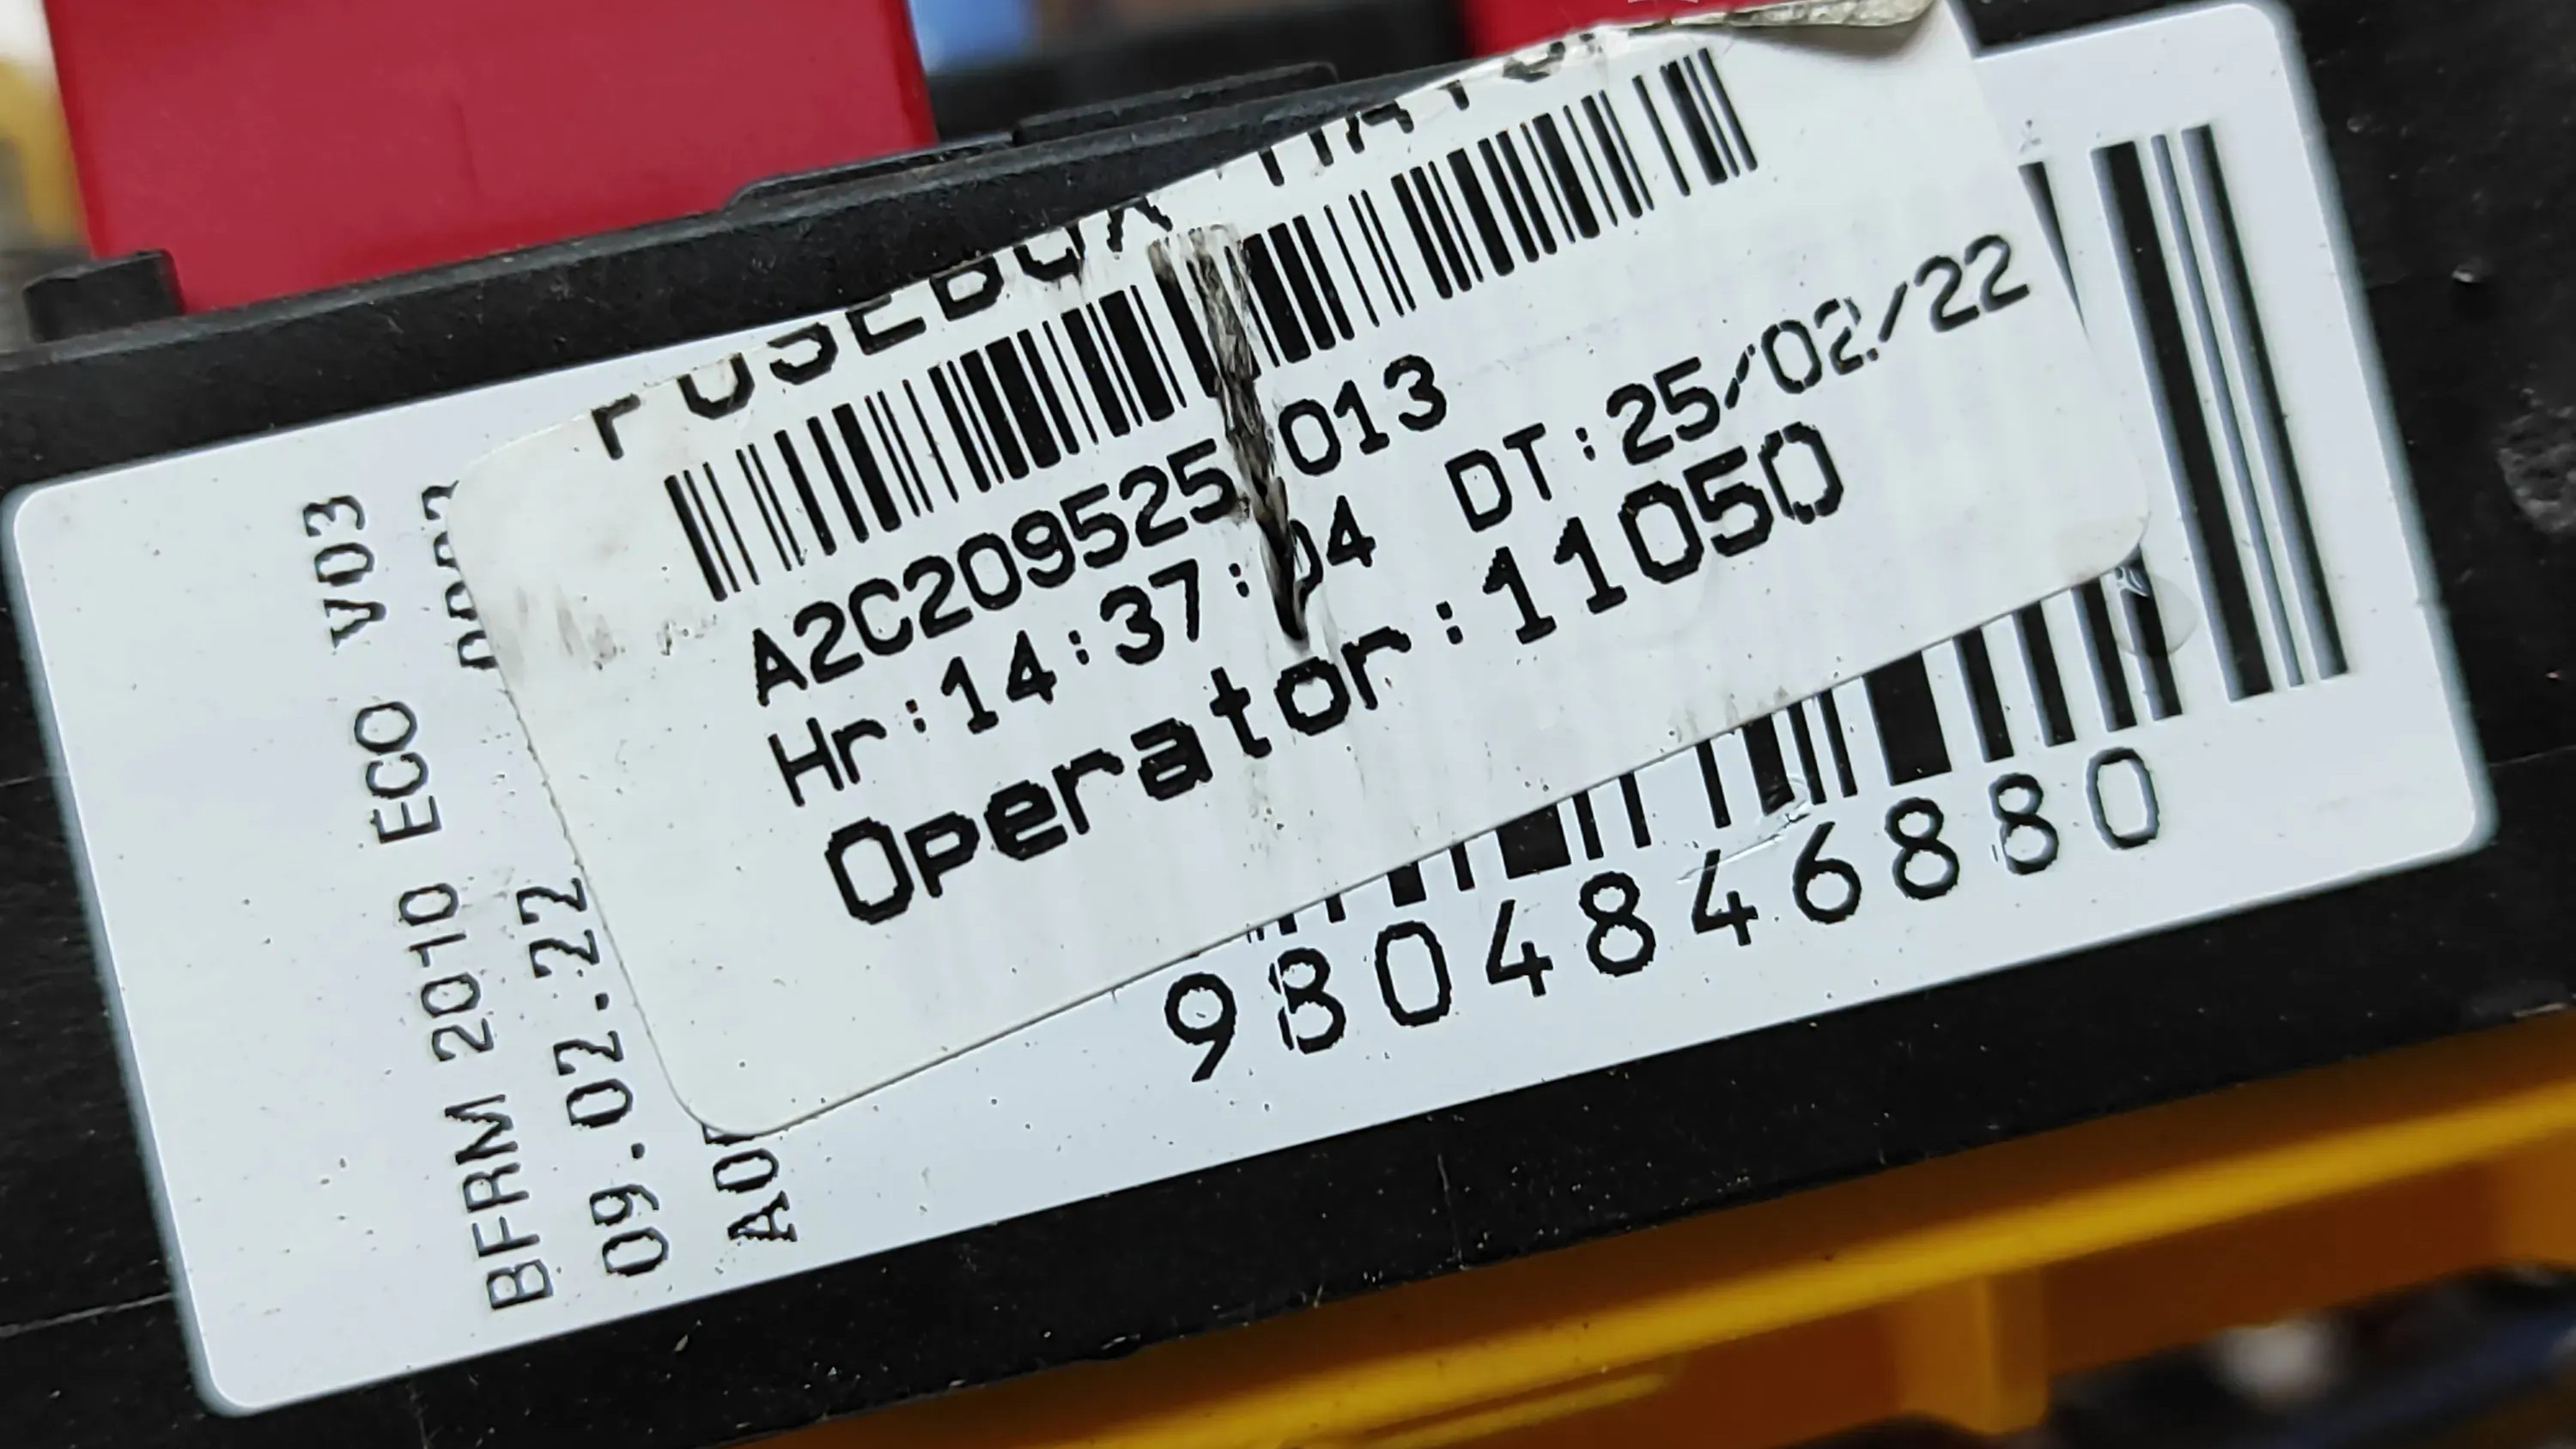 FUSEBOX
A2C209525 013
Hr:14:37:04 DT:25/02/22
Operator:11050
9804846880
BFRM 2010 ECO V03
09.02.22